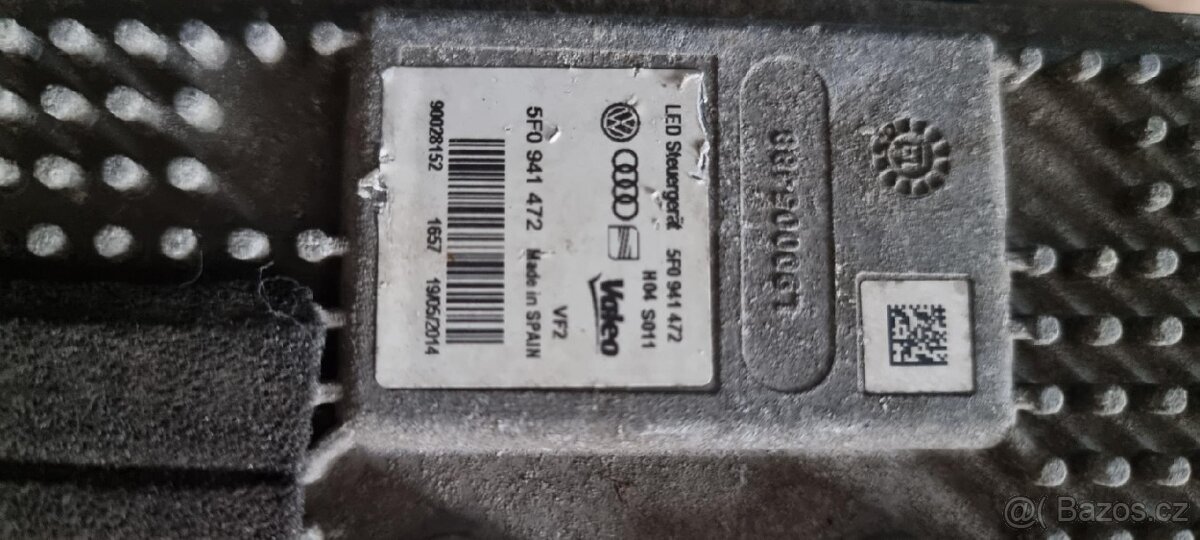 LED Steuergerät 5F0 941 472
H04 S011
Valeo
5F0 941 472 VF2
Made in SPAIN
90028152 1657 19/05/2014
@( Bazos.cz